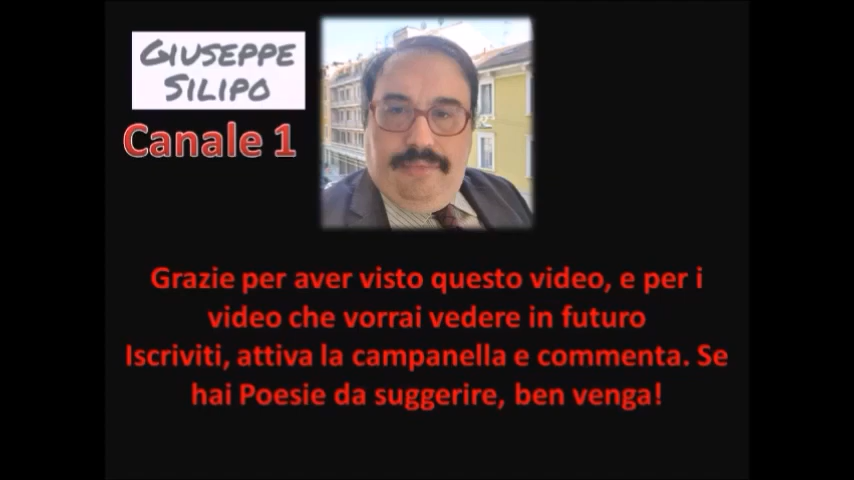 GIUSEPPE
SILIPO
Canale 1
Grazie per aver visto questo video, e per i
video che vorrai vedere in futuro
Iscriviti, attiva la campanella e commenta. Se
hai Poesie da suggerire, ben venga!